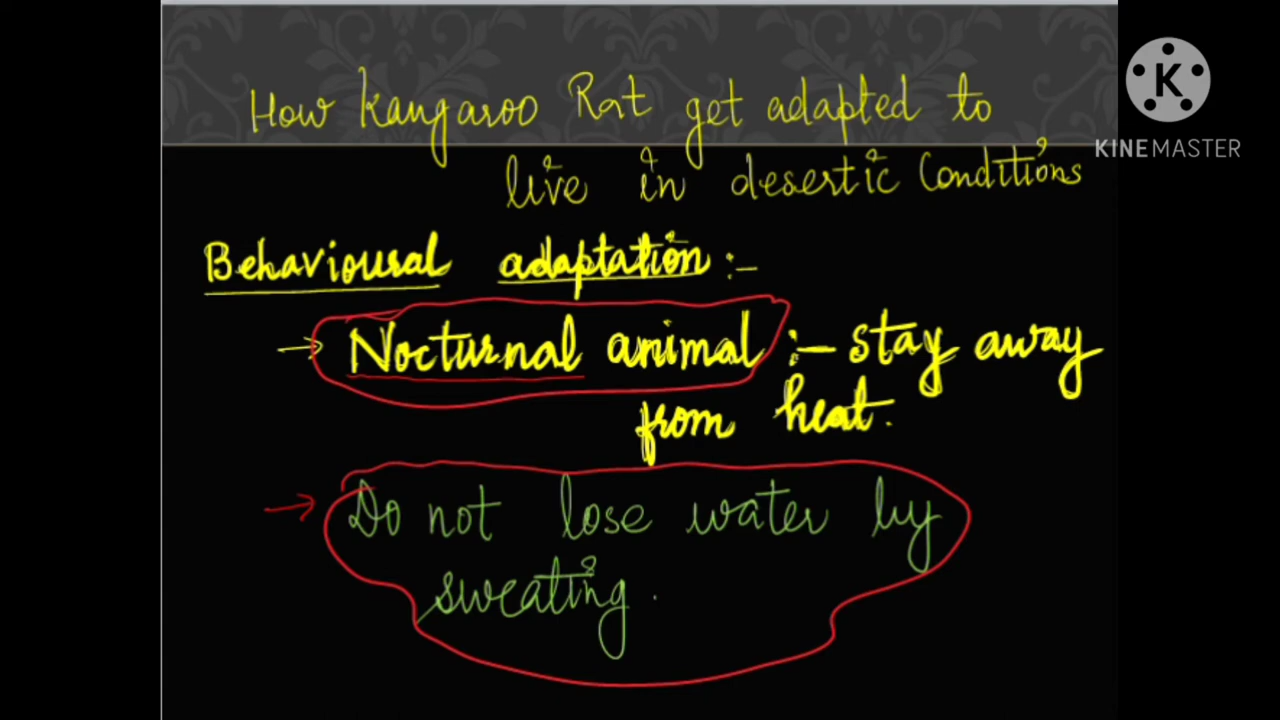 How Kangaroo Rat get adapted to
live in desertic Conditions
Behavioural adaptation :-
→ Nocturnal animal :- stay away
from heat.
→ Do not lose water by
sweating.
K
KINEMASTER